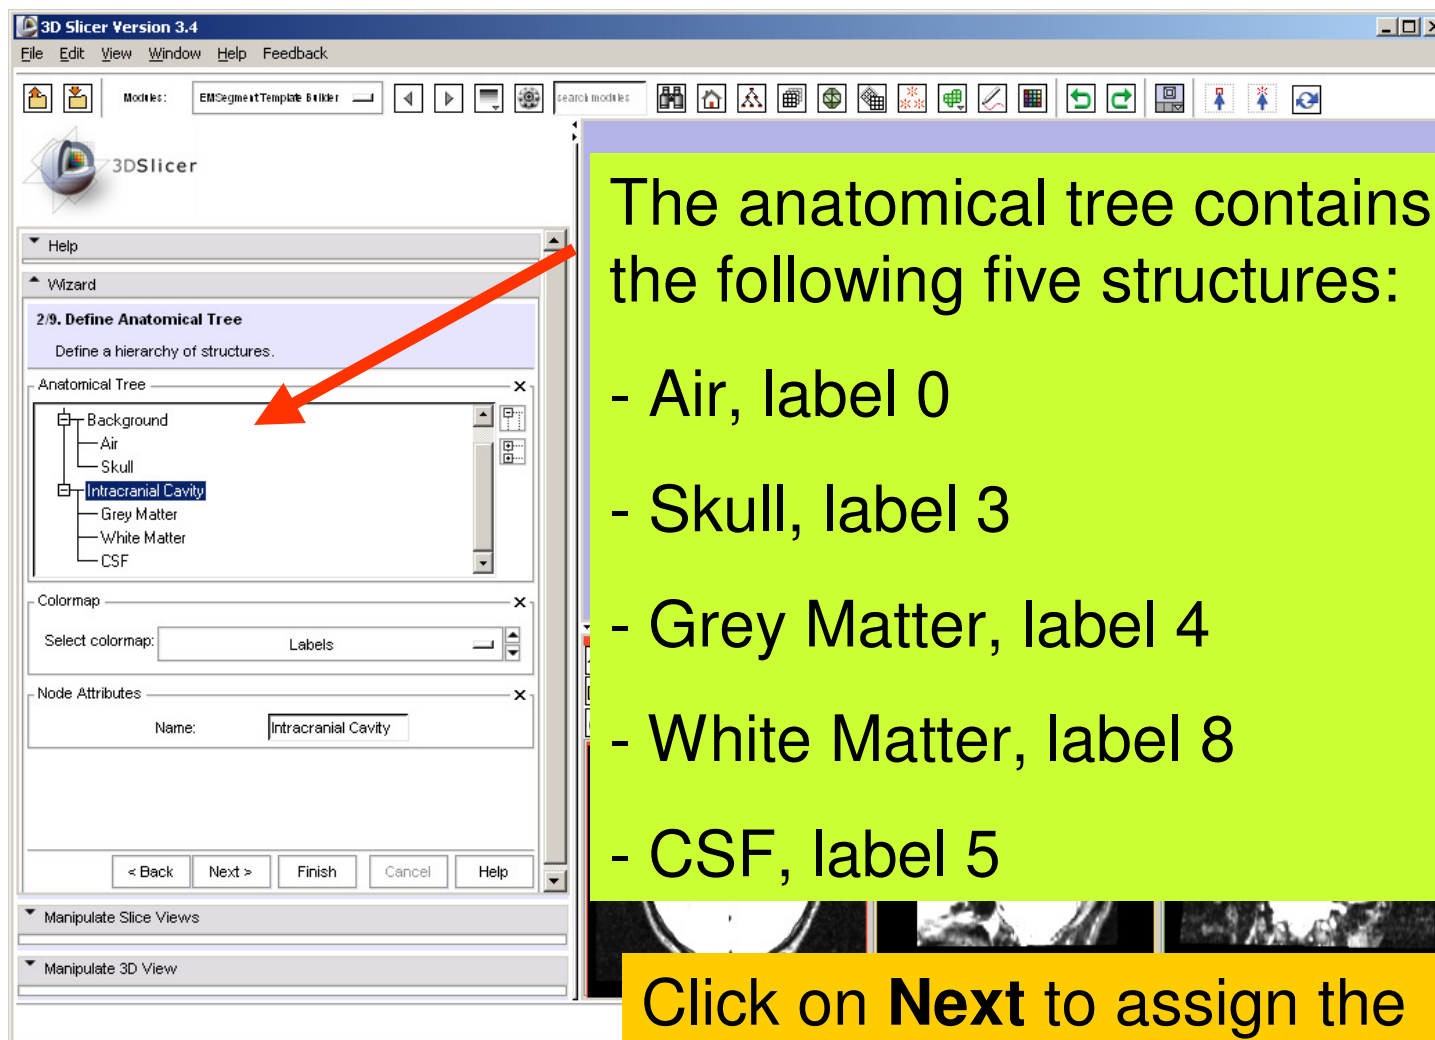 3D Slicer Version 3.4
File Edit View Window Help Feedback
Modules: EMSegmentTemplate Builder search modules
3DSlicer
Help
Wizard
2/9. Define Anatomical Tree
Define a hierarchy of structures.
Anatomical Tree
Background
Air
Skull
Intracranial Cavity
Grey Matter
White Matter
CSF
Colormap
Select colormap: Labels
Node Attributes
Name: Intracranial Cavity
< Back Next > Finish Cancel Help
Manipulate Slice Views
Manipulate 3D View
The anatomical tree contains
the following five structures:
- Air, label 0
- Skull, label 3
- Grey Matter, label 4
- White Matter, label 8
- CSF, label 5
Click on Next to assign the